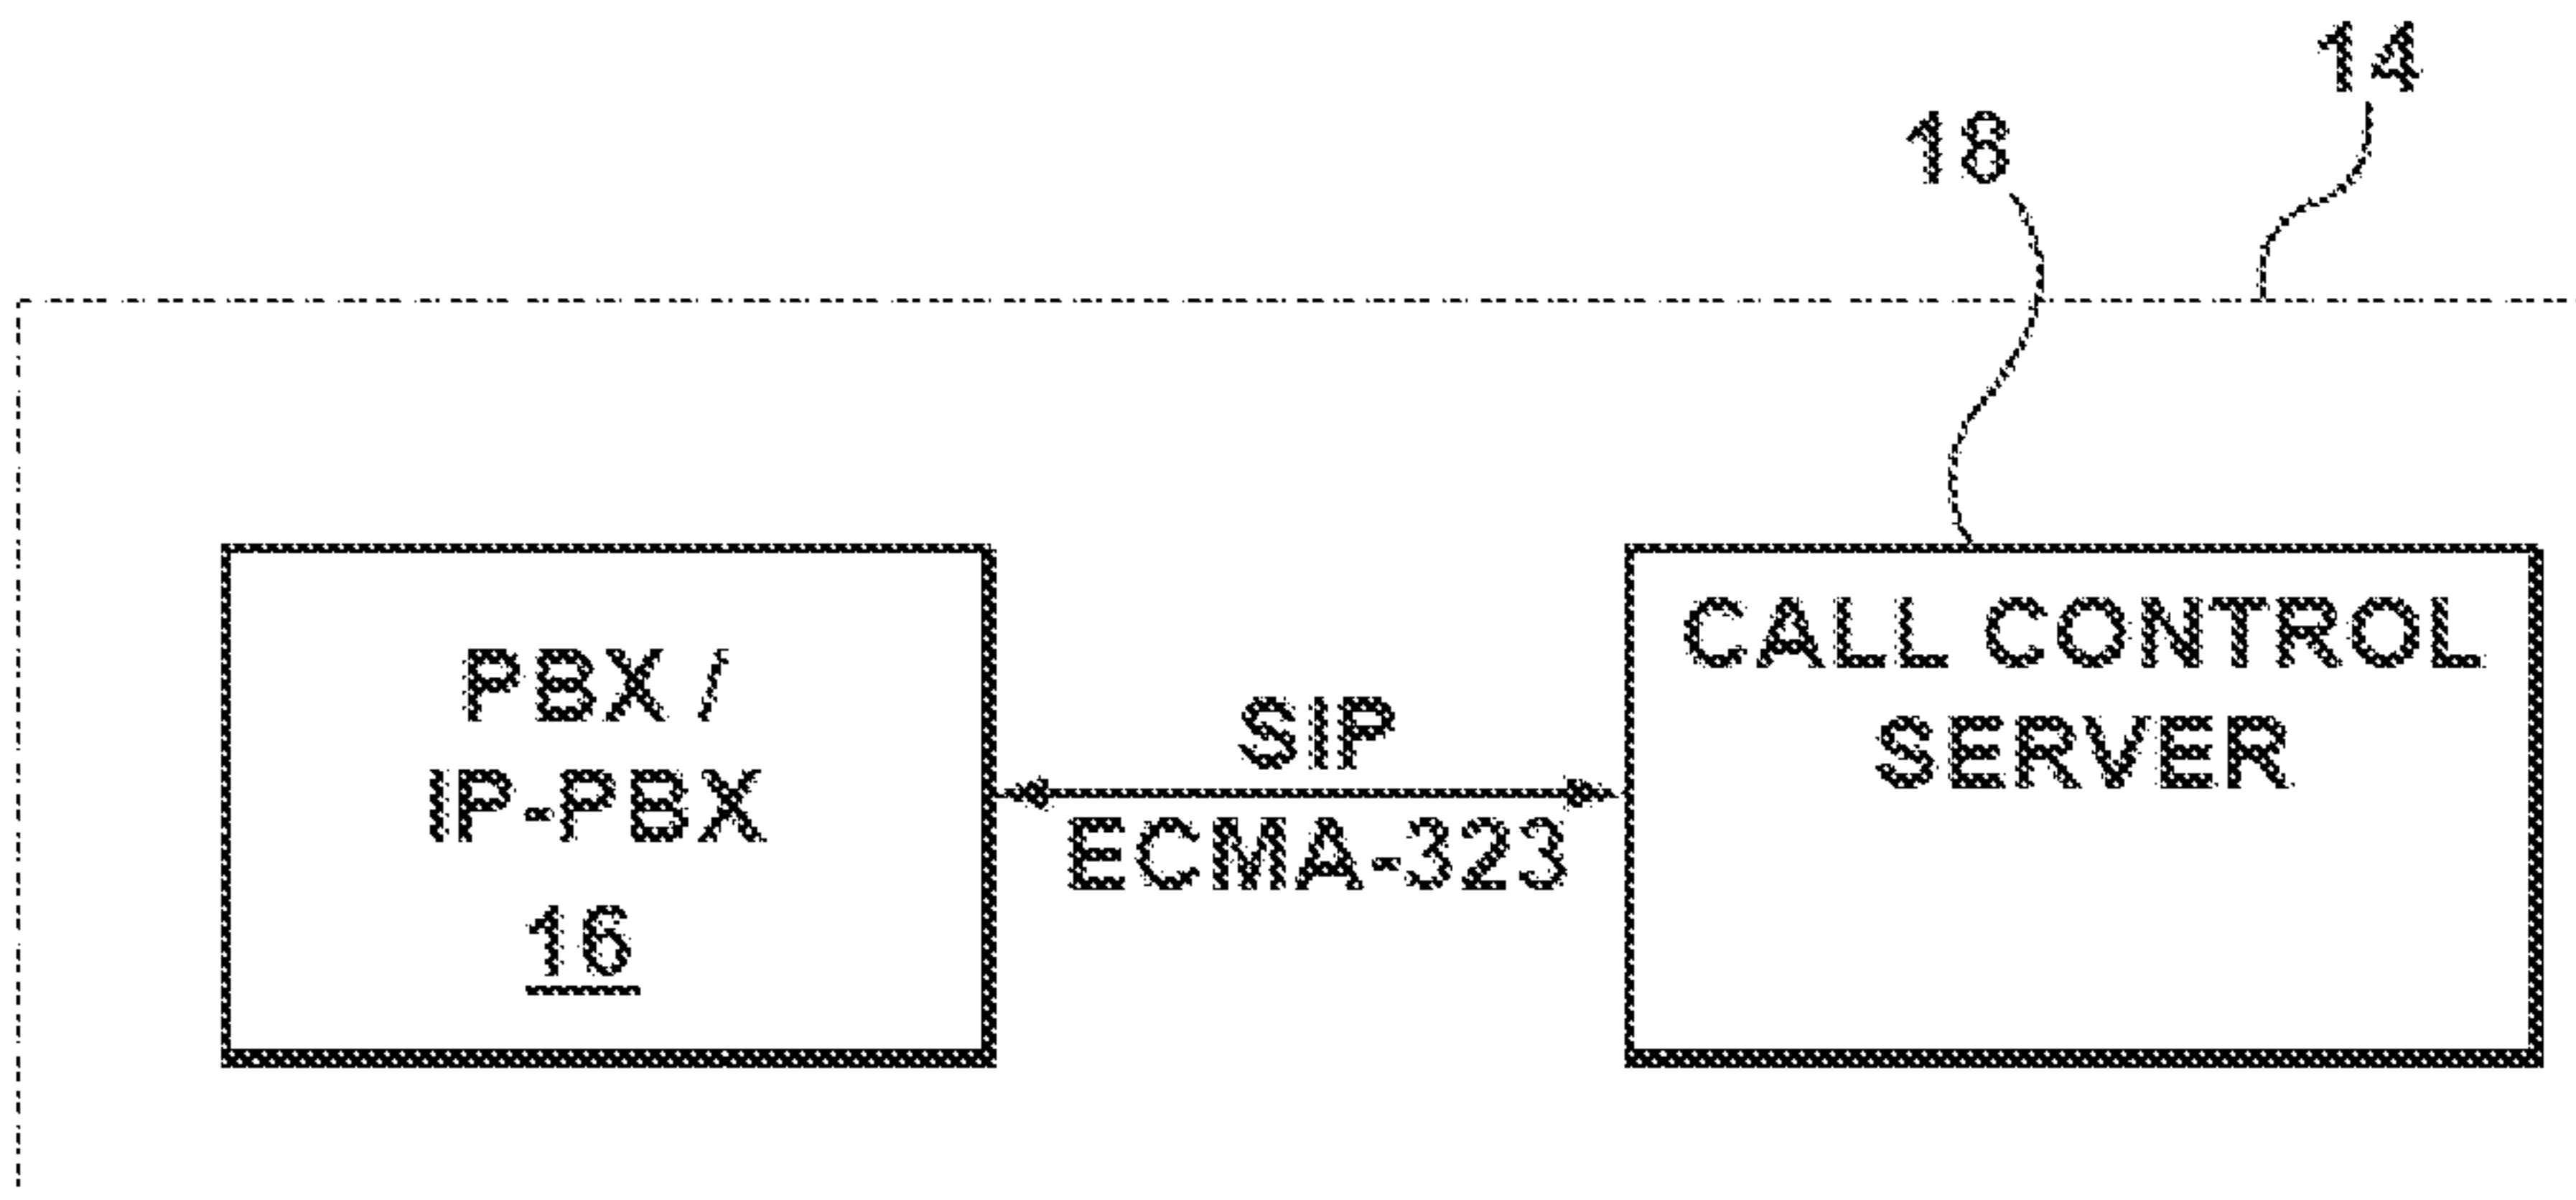 14
18
PBX /
IP-PBX
16
SIP
ECMA-323
CALL CONTROL
SERVER